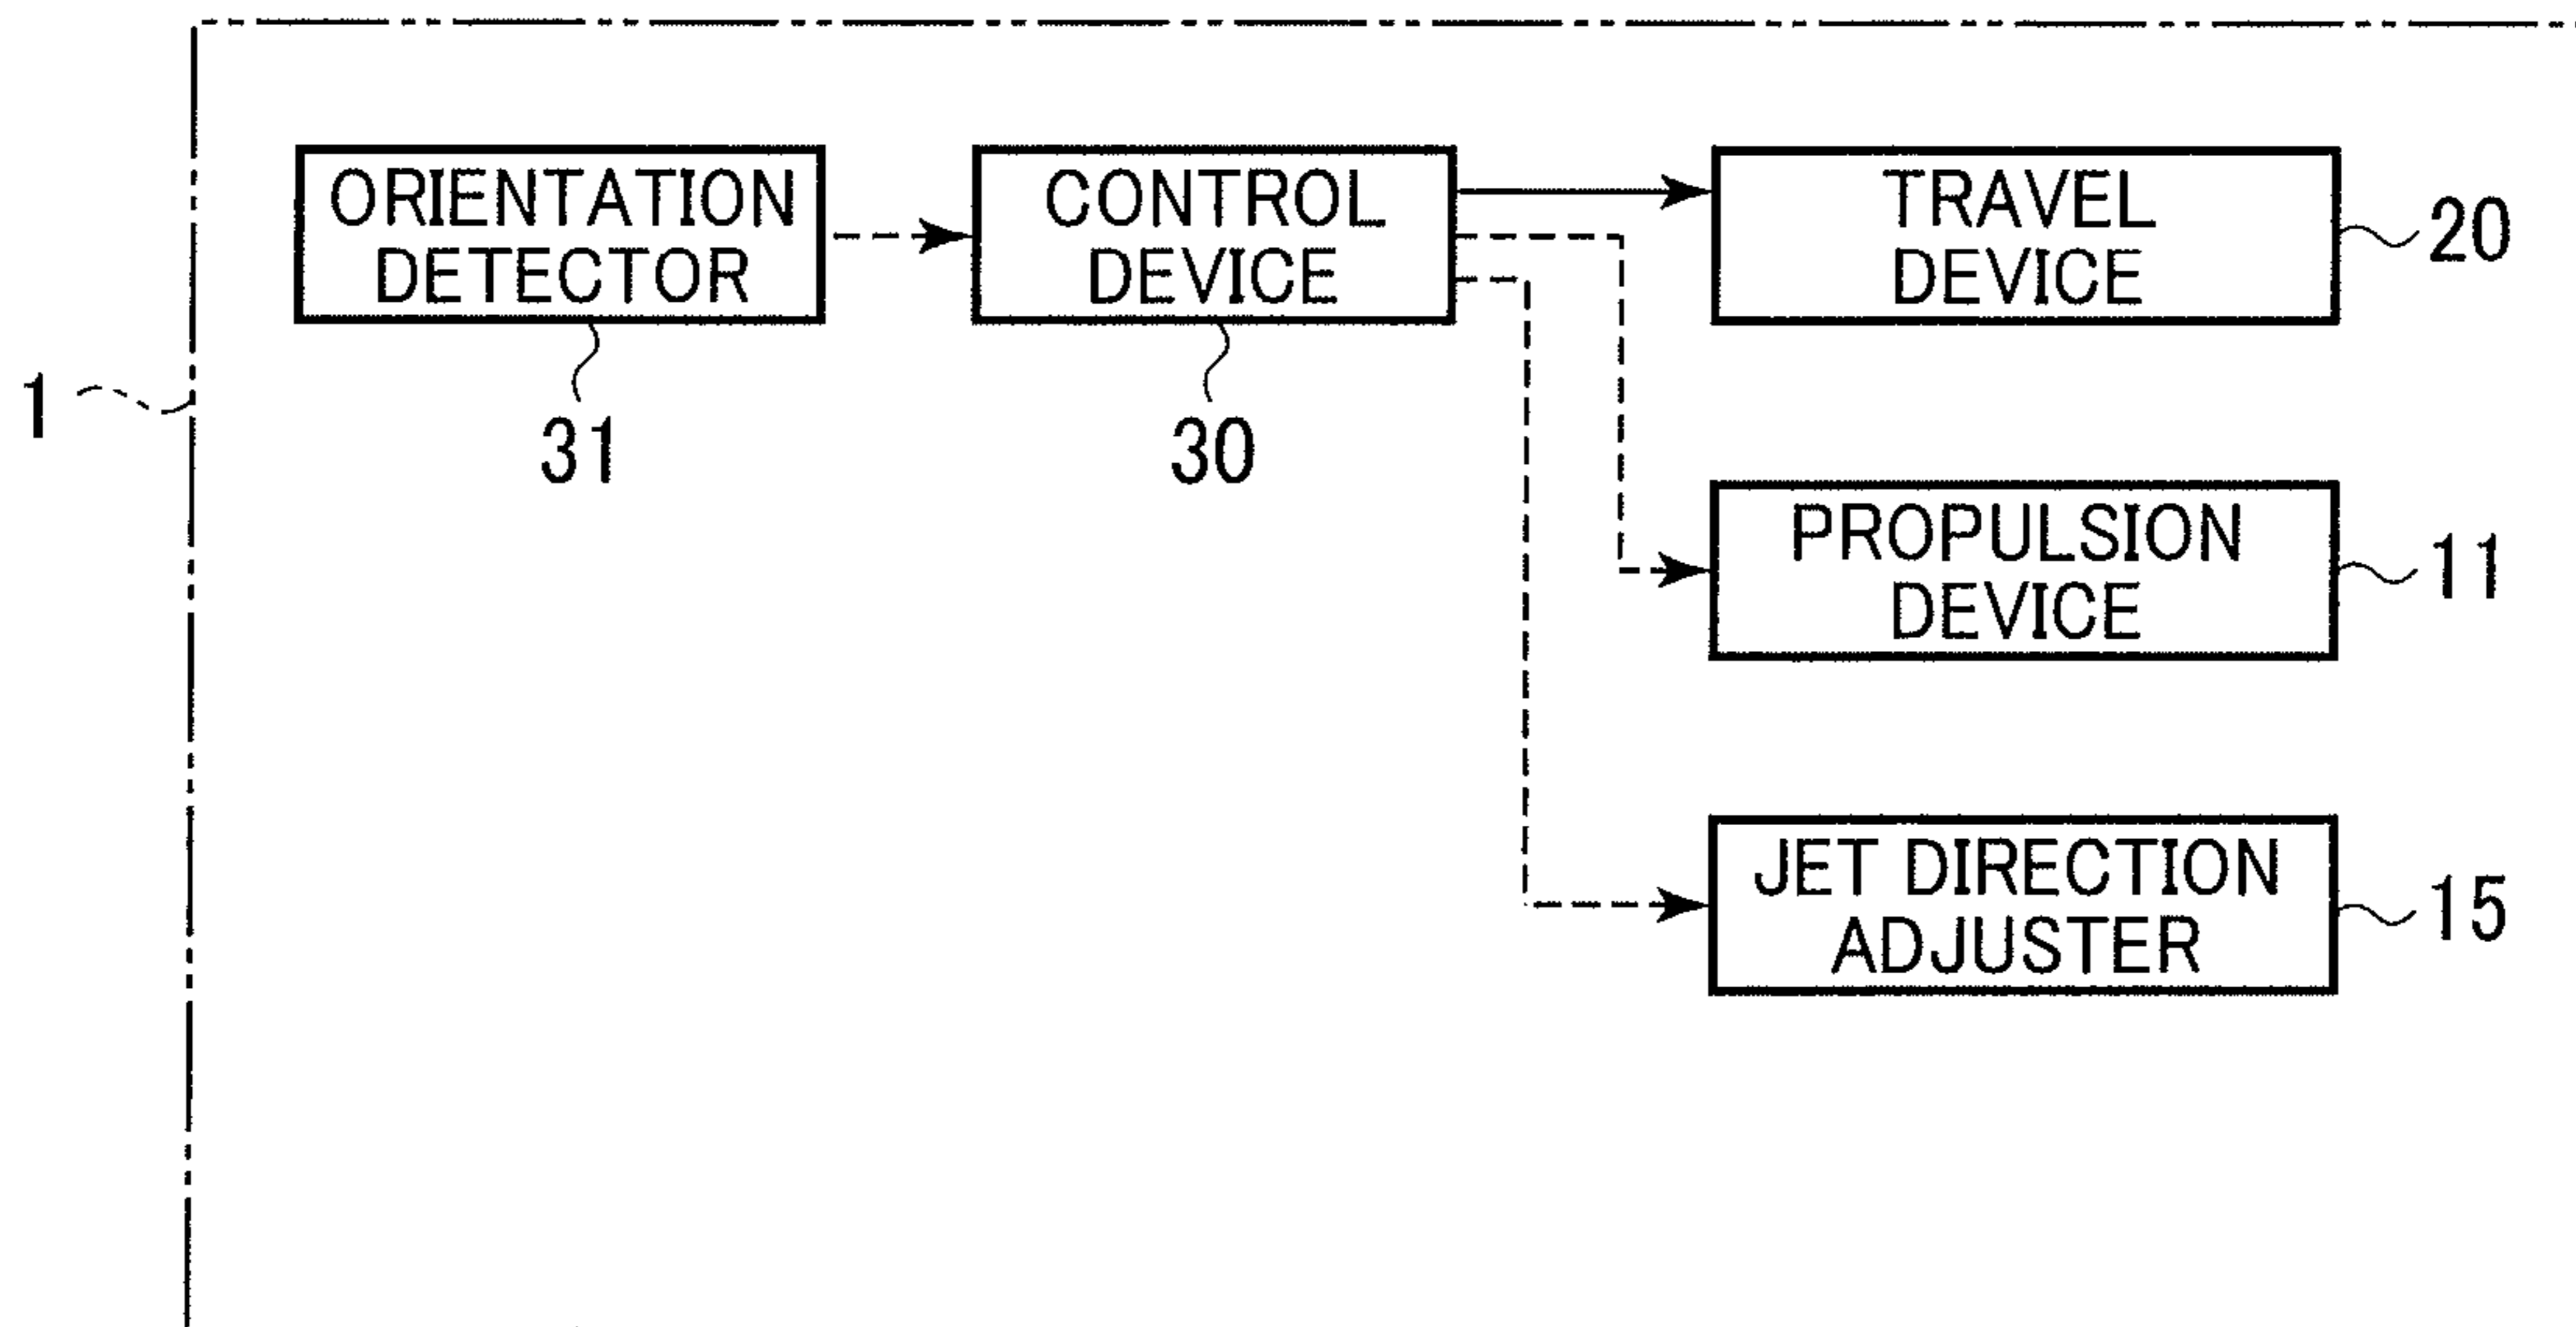 ORIENTATION
DETECTOR
31
CONTROL
DEVICE
30
TRAVEL
DEVICE
20
1
PROPULSION
DEVICE
11
JET DIRECTION
ADJUSTER
15